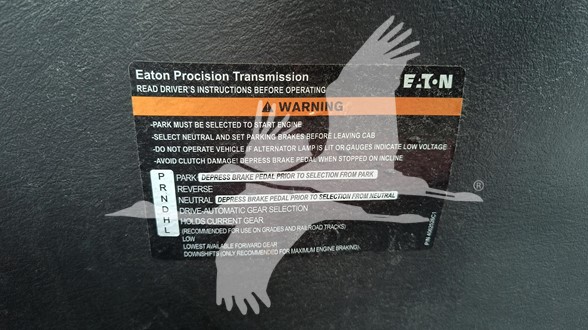 Eaton Procision Transmission
READ DRIVER'S INSTRUCTIONS BEFORE OPERATING
EATON
WARNING
-PARK MUST BE SELECTED TO START ENGINE
-SELECT NEUTRAL AND SET PARKING BRAKES BEFORE LEAVING CAB
-DO NOT OPERATE VEHICLE IF ALTERNATOR LAMP IS LIT OR GAUGES INDICATE LOW VOLTAGE
-AVOID CLUTCH DAMAGE! DEPRESS BRAKE PEDAL WHEN STOPPED ON INCLINE
P PARK DEPRESS BRAKE PEDAL PRIOR TO SELECTION FROM PARK
R REVERSE
N NEUTRAL DEPRESS BRAKE PEDAL PRIOR TO SELECTION FROM NEUTRAL
D DRIVE-AUTOMATIC GEAR SELECTION
H HOLDS CURRENT GEAR
(RECOMMENDED FOR USE ON GRADES AND RAILROAD TRACKS)
L LOW
LOWEST AVAILABLE FORWARD GEAR
DOWNSHIFTS (ONLY RECOMMENDED FOR MAXIMUM ENGINE BRAKING)
P/N
®